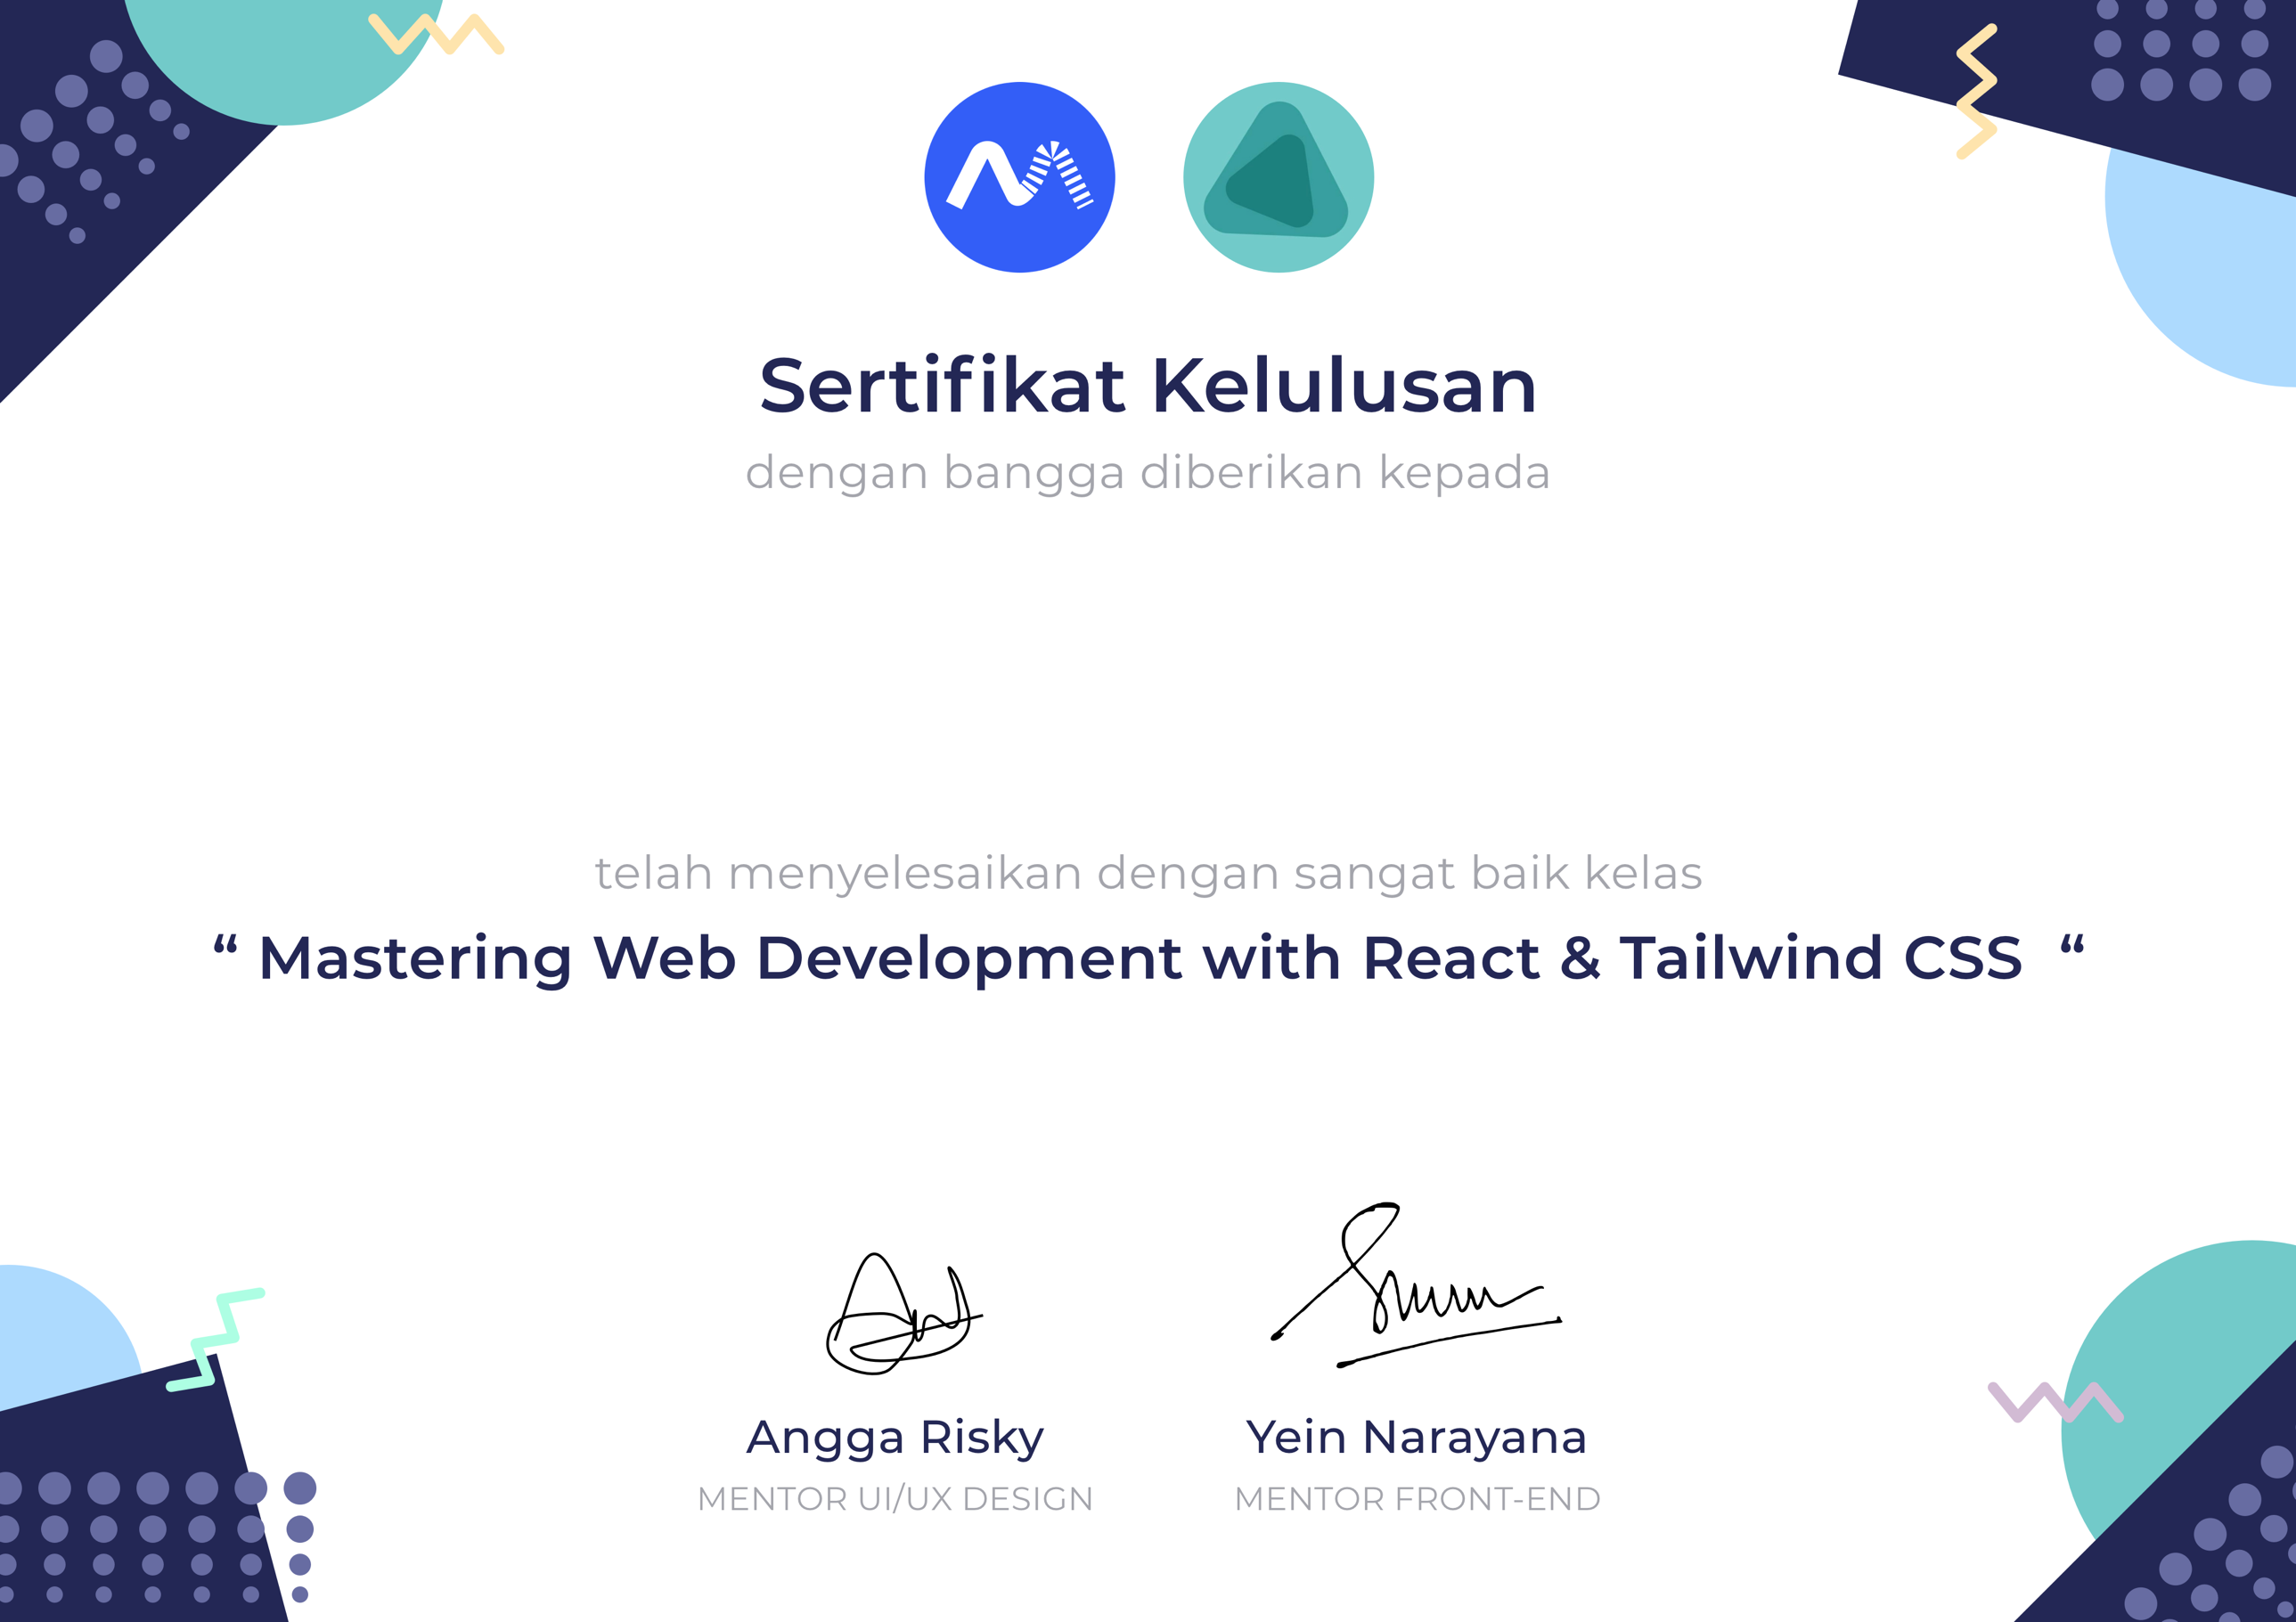 Sertifikat Kelulusan
dengan bangga diberikan kepada
telah menyelesaikan dengan sangat baik kelas
“ Mastering Web Development with React & Tailwind CSS “
Angga Risky
Yein Narayana
MENTOR UI/UX DESIGN
MENTOR FRONT-END